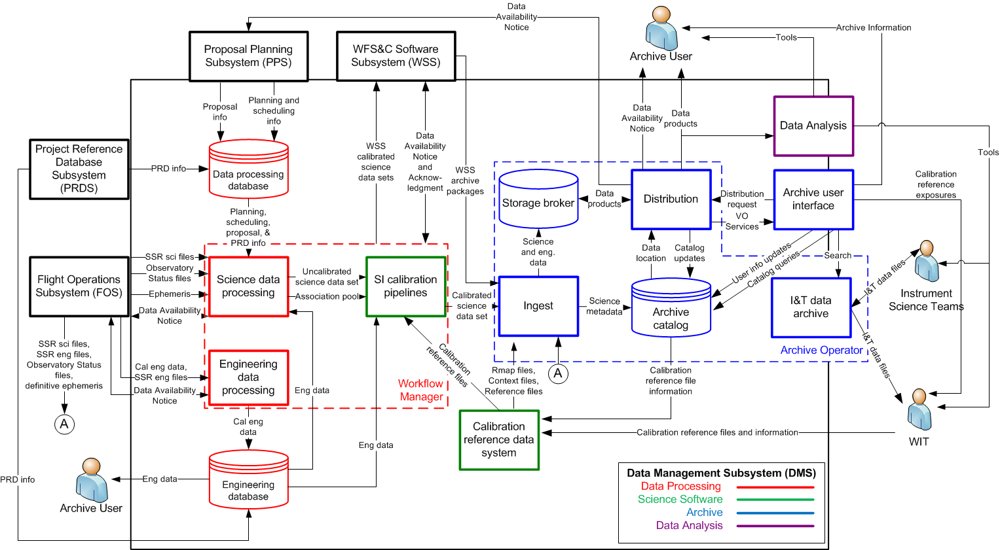 Data
Availability
Notice
Archive Information
Tools
Archive User
Proposal Planning
Subsystem (PPS)
WFS&C Software
Subsystem (WSS)
Proposal
info
Planning and
scheduling
info
Data
Availability
Notice
Data
products
Data Analysis
Tools
Project Reference
Database
Subsystem
(PRDS)
PRD info
Data processing
database
WSS
calibrated
science
data sets
Data
Availability
Notice
and
Acknow-
ledgment
WSS
archive
packages
Storage broker
Data
products
Distribution
Distribution
request
VO
Services
Archive user
interface
Calibration
reference
exposures
Planning,
scheduling,
proposal, &
PRD info
Science
and eng.
data
Data
location
Catalog
updates
User info updates
Catalog queries
Search
I&T data files
Instrument
Science Teams
Flight Operations
Subsystem (FOS)
SSR sci files
Observatory
Status files
Ephemeris
Data Availability
Notice
Science data
processing
Uncalibrated
science data set
Association pool
SI calibration
pipelines
Calibrated
science
data set
Ingest
Science
metadata
Archive
catalog
I&T data
archive
Archive Operator
I&T data files
SSR sci files,
SSR eng files,
Observatory Status
files,
definitive ephemeris
A
Cal eng data,
SSR eng files
Data Availability
Notice
Engineering
data
processing
Workflow
Manager
Eng data
Calibration
reference files
Rmap files,
Context files,
Reference files
A
Calibration
reference file
information
Cal eng
data
Eng data
Calibration
reference data
system
Calibration reference files and information
WIT
PRD info
Archive User
Eng data
Engineering
database
Data Management Subsystem (DMS)
Data Processing
Science Software
Archive
Data Analysis